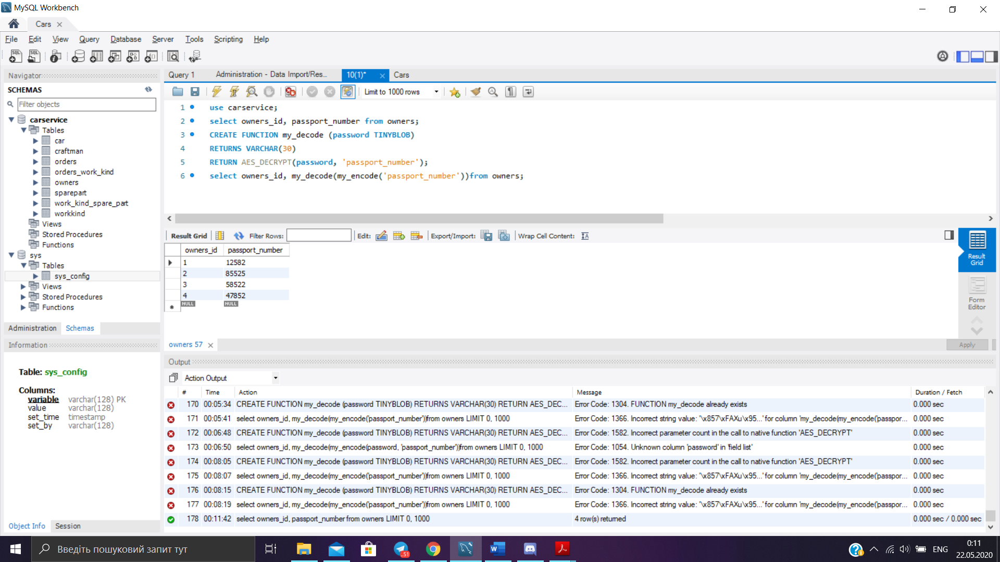 MySQL Workbench
Cars
File Edit View Query Database Server Tools Scripting Help
Navigator
SCHEMAS
Filter objects
carservice
Tables
car
craftman
orders
orders_work_kind
owners
sparepart
work_kind_spare_part
workkind
Views
Stored Procedures
Functions
sys
Tables
sys_config
Views
Stored Procedures
Functions
Administration Schemas
Information
Table: sys_config
Columns:
variable varchar(128) PK
value varchar(128)
set_time timestamp
set_by varchar(128)
Object Info Session
Query 1 Administration - Data Import/Res... 10(1)* Cars
Limit to 1000 rows
1 use carservice;
2 select owners_id, passport_number from owners;
3 CREATE FUNCTION my_decode (password TINYBLOB)
4 RETURNS VARCHAR(30)
5 RETURN AES_DECRYPT(password, 'passport_number');
6 select owners_id, my_decode(my_encode('passport_number'))from owners;
Result Grid Filter Rows: Edit: Export/Import: Wrap Cell Content:
owners_id passport_number
1 12582
2 85525
3 58522
4 47852
NULL NULL
Result Grid
Form Editor
owners 57
Apply
Output
Action Output
# Time Action Message Duration / Fetch
170 00:05:34 CREATE FUNCTION my_decode (password TINYBLOB) RETURNS VARCHAR(30) RETURN AES_DEC... Error Code: 1304. FUNCTION my_decode already exists 0.000 sec
171 00:05:41 select owners_id, my_decode(my_encode('passport_number'))from owners LIMIT 0, 1000 Error Code: 1366. Incorrect string value: '\x857\xFAXu\x95...' for column 'my_decode(my_encode('passpor... 0.000 sec
172 00:06:48 CREATE FUNCTION my_decode (password TINYBLOB) RETURNS VARCHAR(30) RETURN AES_DEC... Error Code: 1582. Incorrect parameter count in the call to native function 'AES_DECRYPT' 0.000 sec
173 00:06:50 select owners_id, my_decode(my_encode(password, 'passport_number'))from owners LIMIT 0, 1000 Error Code: 1054. Unknown column 'password' in 'field list' 0.000 sec
174 00:08:05 CREATE FUNCTION my_decode (password TINYBLOB) RETURNS VARCHAR(30) RETURN AES_DEC... Error Code: 1582. Incorrect parameter count in the call to native function 'AES_DECRYPT' 0.000 sec
175 00:08:07 select owners_id, my_decode(my_encode('passport_number'))from owners LIMIT 0, 1000 Error Code: 1366. Incorrect string value: '\x857\xFAXu\x95...' for column 'my_decode(my_encode('passpor... 0.000 sec
176 00:08:15 CREATE FUNCTION my_decode (password TINYBLOB) RETURNS VARCHAR(30) RETURN AES_DEC... Error Code: 1304. FUNCTION my_decode already exists 0.000 sec
177 00:08:19 select owners_id, my_decode(my_encode('passport_number'))from owners LIMIT 0, 1000 Error Code: 1366. Incorrect string value: '\x857\xFAXu\x95...' for column 'my_decode(my_encode('passpor... 0.000 sec
178 00:11:42 select owners_id, passport_number from owners LIMIT 0, 1000 4 row(s) returned 0.000 sec / 0.000 sec
Введіть пошуковий запит тут
51
ENG
0:11
22.05.2020